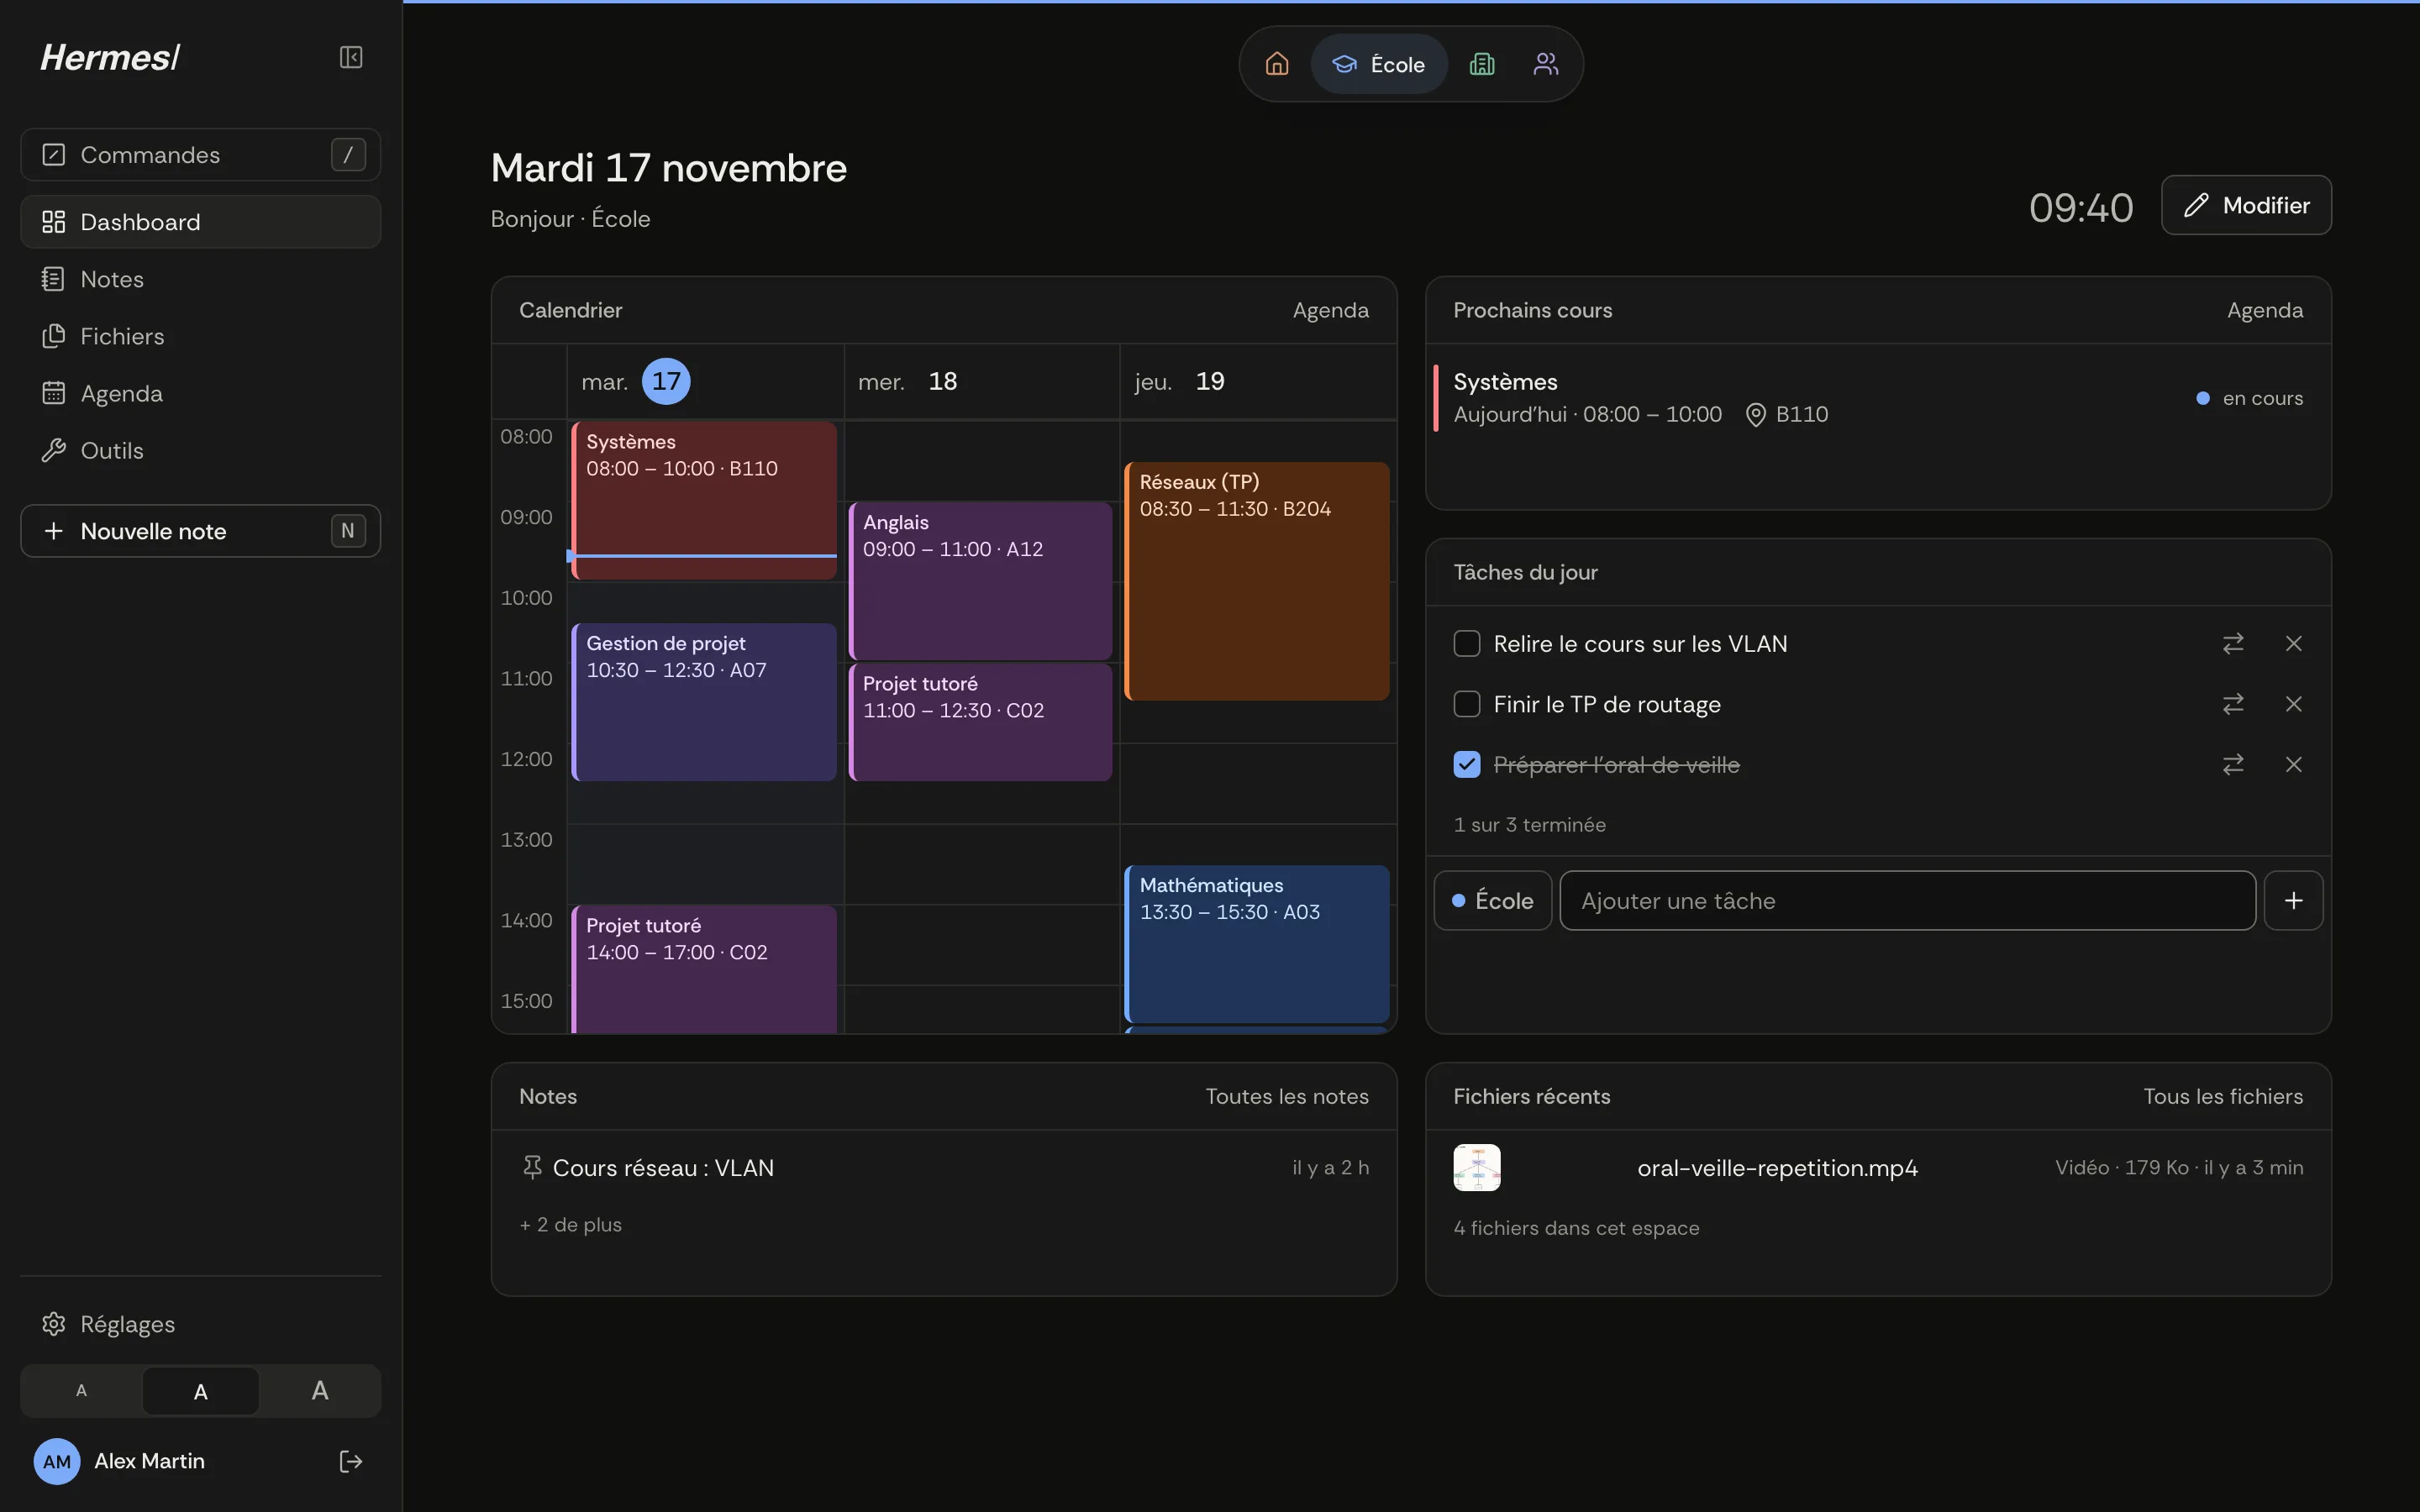 Hermes/
Commandes /
Dashboard
Notes
Fichiers
Agenda
Outils
Nouvelle note N
Réglages
A A A
AM Alex Martin
École
Mardi 17 novembre
Bonjour · École
09:40 Modifier
Calendrier Agenda
mar. 17 mer. 18 jeu. 19
08:00
09:00
10:00
11:00
12:00
13:00
14:00
15:00
Systèmes
08:00 – 10:00 · B110
Gestion de projet
10:30 – 12:30 · A07
Projet tutoré
14:00 – 17:00 · C02
Anglais
09:00 – 11:00 · A12
Projet tutoré
11:00 – 12:30 · C02
Réseaux (TP)
08:30 – 11:30 · B204
Mathématiques
13:30 – 15:30 · A03
Prochains cours Agenda
Systèmes
Aujourd’hui · 08:00 – 10:00 B110
en cours
Tâches du jour
Relire le cours sur les VLAN
Finir le TP de routage
Préparer l’oral de veille
1 sur 3 terminée
École Ajouter une tâche
Notes Toutes les notes
Cours réseau : VLAN il y a 2 h
+ 2 de plus
Fichiers récents Tous les fichiers
oral-veille-repetition.mp4 Vidéo · 179 Ko · il y a 3 min
4 fichiers dans cet espace